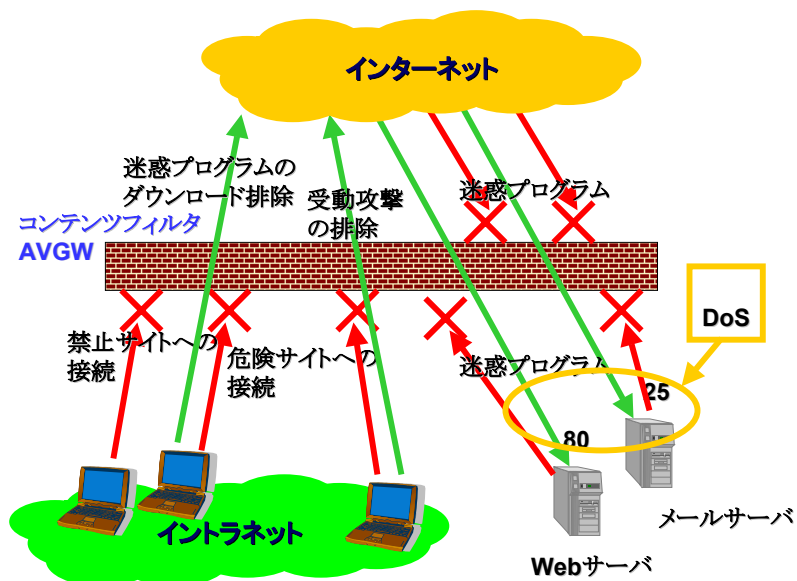 インターネット
迷惑プログラムの
ダウンロード排除
受動攻撃
の排除
迷惑プログラム
コンテンツフィルタ
AVGW
DoS
禁止サイトへの
接続
危険サイトへの
接続
迷惑プログラム
25
80
イントラネット
メールサーバ
Webサーバ